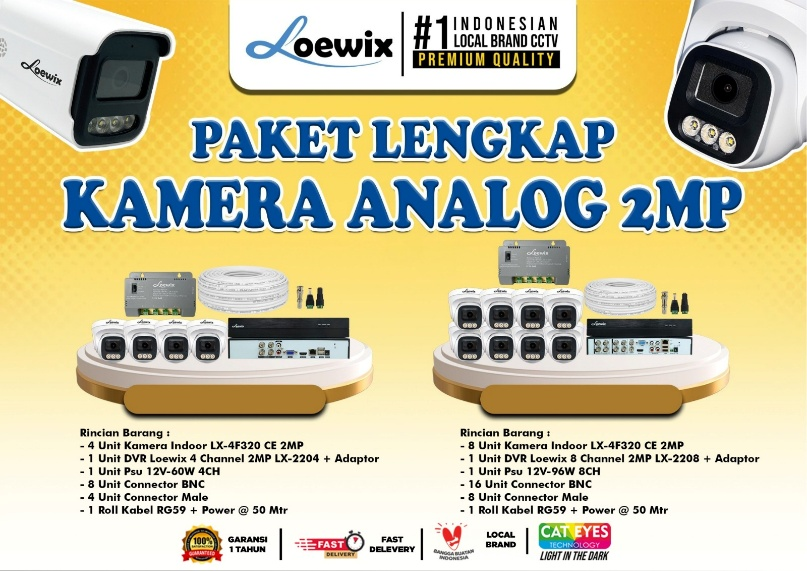 Loewix
#1 INDONESIAN
LOCAL BRAND CCTV
PREMIUM QUALITY
Loewix
PAKET LENGKAP
KAMERA ANALOG 2MP
Rincian Barang :
- 4 Unit Kamera Indoor LX-4F320 CE 2MP
- 1 Unit DVR Loewix 4 Channel 2MP LX-2204 + Adaptor
- 1 Unit Psu 12V-60W 4CH
- 8 Unit Connector BNC
- 4 Unit Connector Male
- 1 Roll Kabel RG59 + Power @ 50 Mtr
Rincian Barang :
- 8 Unit Kamera Indoor LX-4F320 CE 2MP
- 1 Unit DVR Loewix 8 Channel 2MP LX-2208 + Adaptor
- 1 Unit Psu 12V-96W 8CH
- 16 Unit Connector BNC
- 8 Unit Connector Male
- 1 Roll Kabel RG59 + Power @ 50 Mtr
100%
SATISFACTION
GUARANTEED
GARANSI
1 TAHUN
FAST
DELIVERY
FAST
DELEVERY
BANGGA BUATAN
INDONESIA
LOCAL
BRAND
CAT EYES
TECHNOLOGY
LIGHT IN THE DARK